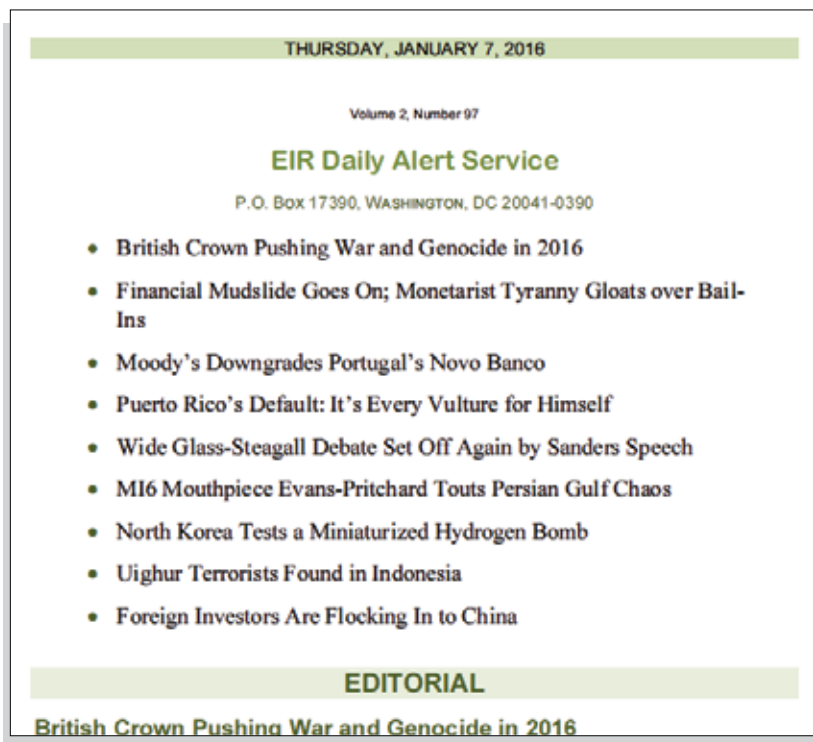 THURSDAY, JANUARY 7, 2016
Volume 2, Number 97
EIR Daily Alert Service
P.O. BOX 17390, WASHINGTON, DC 20041-0390
• British Crown Pushing War and Genocide in 2016
• Financial Mudslide Goes On; Monetarist Tyranny Gloats over Bail-
Ins
• Moody's Downgrades Portugal's Novo Banco
• Puerto Rico's Default: It's Every Vulture for Himself
• Wide Glass-Steagall Debate Set Off Again by Sanders Speech
• MI6 Mouthpiece Evans-Pritchard Touts Persian Gulf Chaos
• North Korea Tests a Miniaturized Hydrogen Bomb
• Uighur Terrorists Found in Indonesia
• Foreign Investors Are Flocking In to China
EDITORIAL
British Crown Pushing War and Genocide in 2016